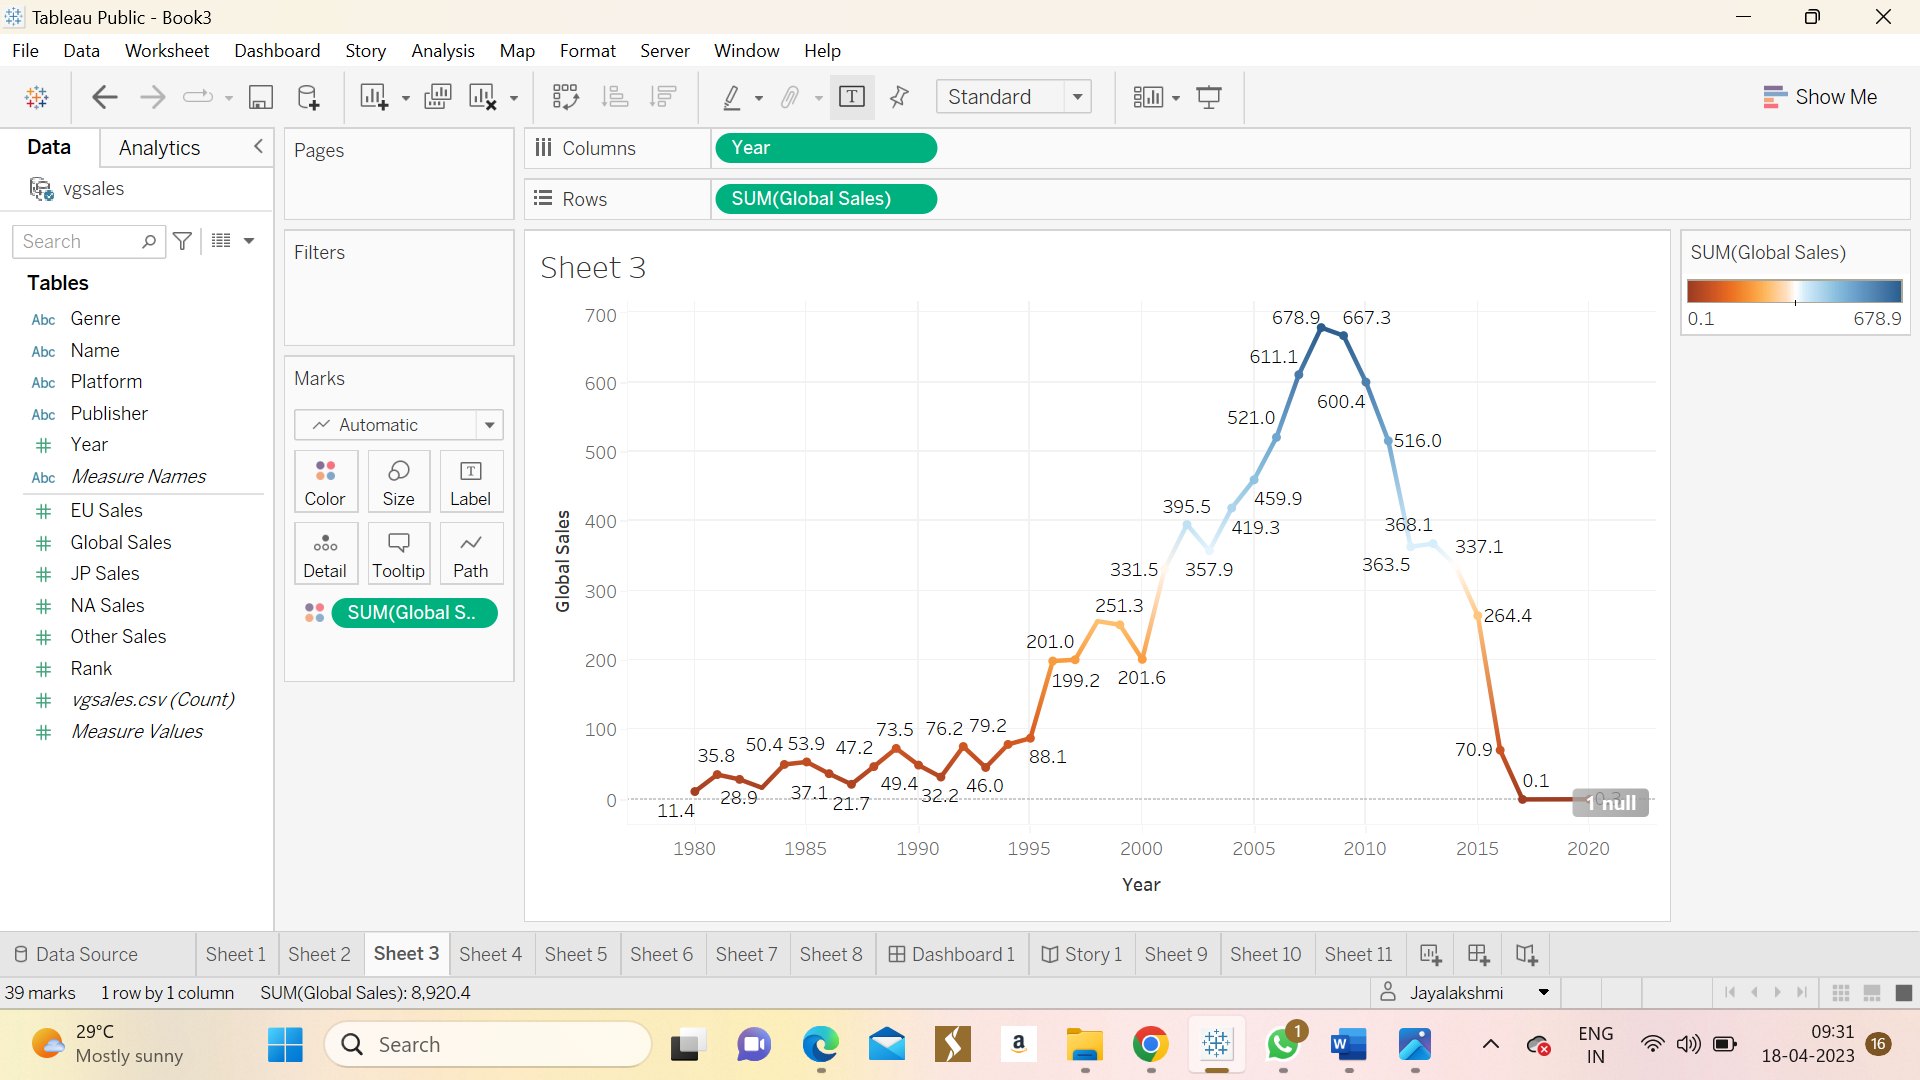 Tableau Public - Book3
File Data Worksheet Dashboard Story Analysis Map Format Server Window Help
Standard
Show Me
Data Analytics
vgsales
Search
Tables
Abc Genre
Abc Name
Abc Platform
Abc Publisher
Year
Abc Measure Names
EU Sales
Global Sales
JP Sales
NA Sales
Other Sales
Rank
vgsales.csv (Count)
Measure Values
Pages
Filters
Marks
Automatic
Color Size Label
Detail Tooltip Path
SUM(Global S..
Columns Year
Rows SUM(Global Sales)
Sheet 3
Global Sales
700
600
500
400
300
200
100
0
11.4
35.8
28.9
50.4
53.9
37.1
21.7
47.2
73.5
49.4
32.2
76.2
46.0
79.2
88.1
201.0
199.2
251.3
201.6
331.5
395.5
357.9
419.3
459.9
521.0
611.1
678.9
667.3
600.4
516.0
363.5
368.1
337.1
264.4
70.9
0.1
1 null
1980 1985 1990 1995 2000 2005 2010 2015 2020
Year
SUM(Global Sales)
0.1 678.9
Data Source Sheet 1 Sheet 2 Sheet 3 Sheet 4 Sheet 5 Sheet 6 Sheet 7 Sheet 8 Dashboard 1 Story 1 Sheet 9 Sheet 10 Sheet 11
39 marks 1 row by 1 column SUM(Global Sales): 8,920.4
Jayalakshmi
29°C
Mostly sunny
Search
a
1
W
ENG
IN
09:31
18-04-2023
16